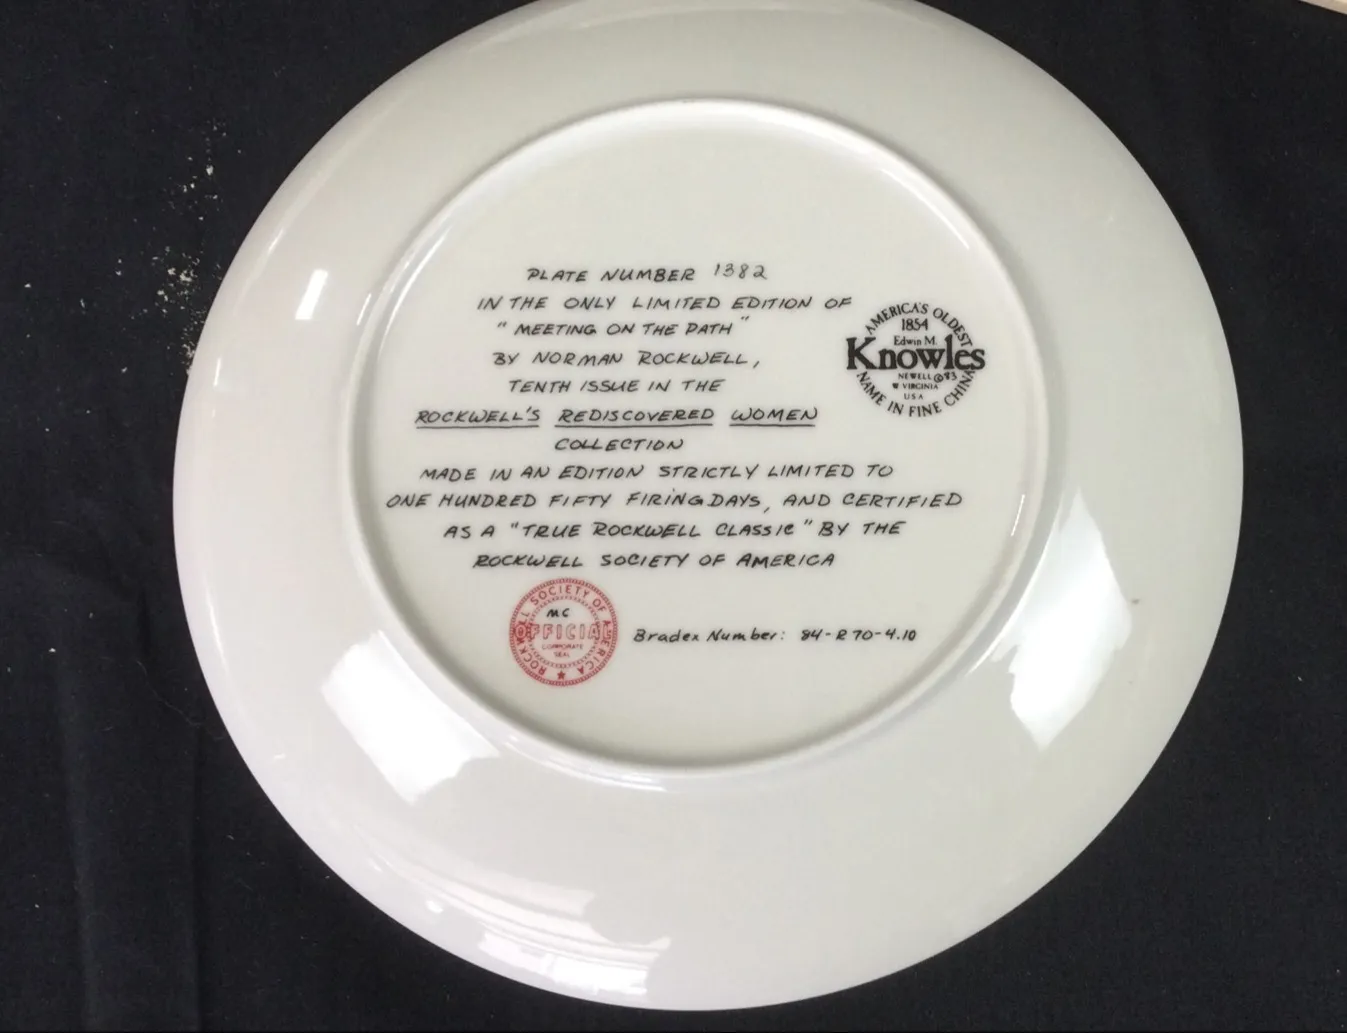 PLATE NUMBER 1382
IN THE ONLY LIMITED EDITION OF
"MEETING ON THE PATH"
BY NORMAN ROCKWELL,
TENTH ISSUE IN THE
ROCKWELL'S REDISCOVERED WOMEN
COLLECTION
MADE IN AN EDITION STRICTLY LIMITED TO
ONE HUNDRED FIFTY FIRING DAYS, AND CERTIFIED
AS A "TRUE ROCKWELL CLASSIC" BY THE
ROCKWELL SOCIETY OF AMERICA
AMERICA'S OLDEST
1854
Edwin M.
Knowles
NEWELL © 83
W VIRGINIA
USA
NAME IN FINE CHINA
ROCKWELL SOCIETY OF AMERICA
MC
OFFICIAL
CORPORATE
SEAL
Bradex Number: 84-R70-4.10